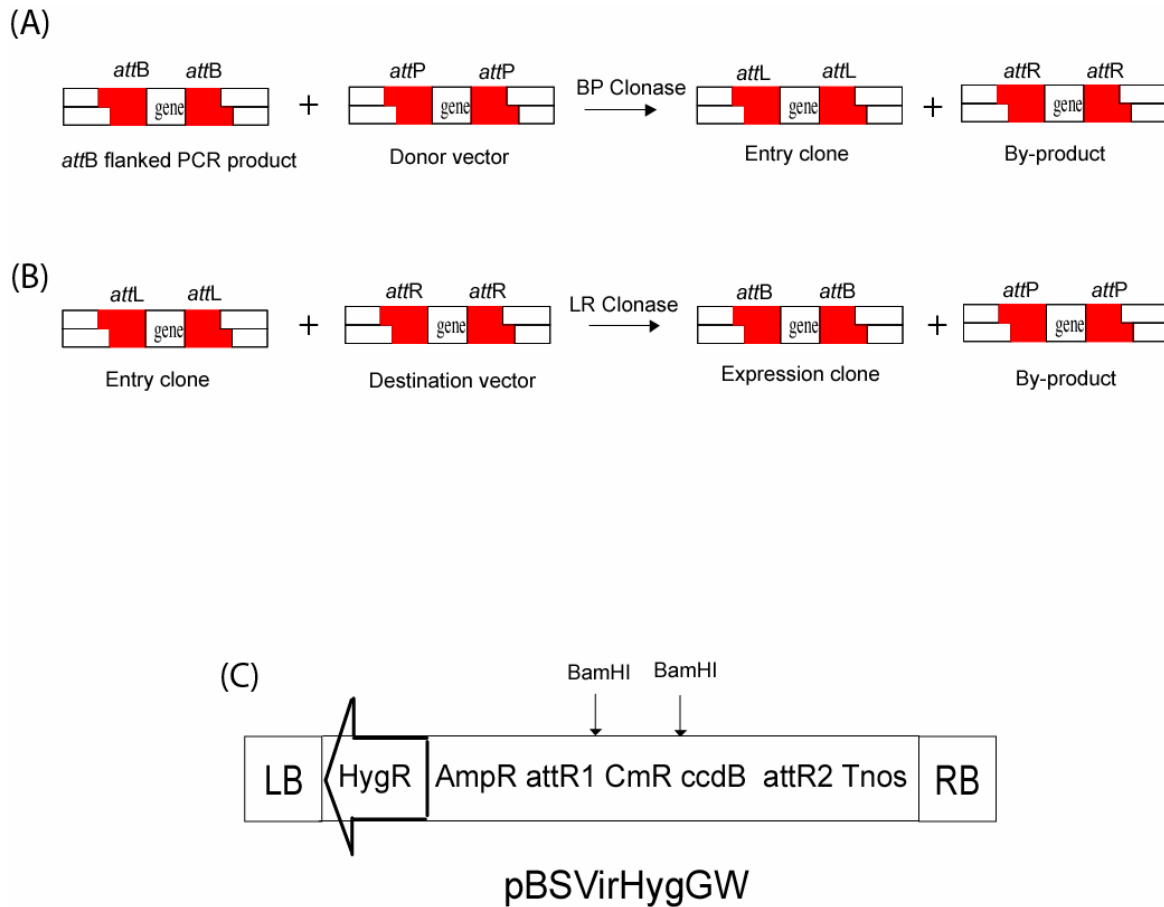 (A)
attB attB attP attP BP Clonase attL attL attR attR
gene + gene gene + gene
attB flanked PCR product Donor vector Entry clone By-product
(B)
attL attL attR attR LR Clonase attB attB attP attP
gene + gene gene + gene
Entry clone Destination vector Expression clone By-product
(C)
BamHI BamHI
LB HygR AmpR attR1 CmR ccdB attR2 Tnos RB
pBSVirHygGW